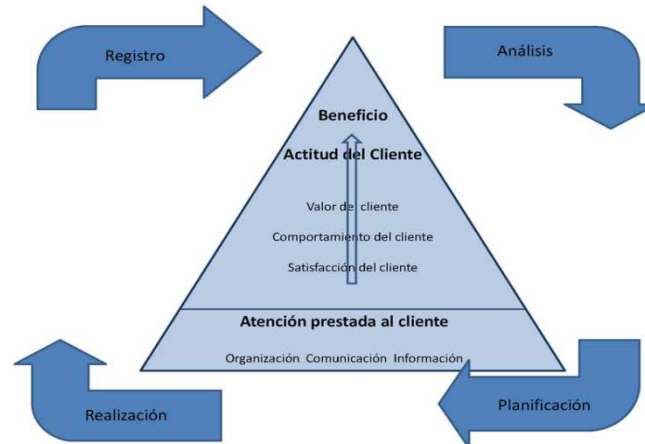 Registro
Análisis
Beneficio
Actitud del Cliente
Valor de cliente
Comportamiento del cliente
Satisfacción del cliente
Atención prestada al cliente
Organización Comunicación Información
Realización
Planificación